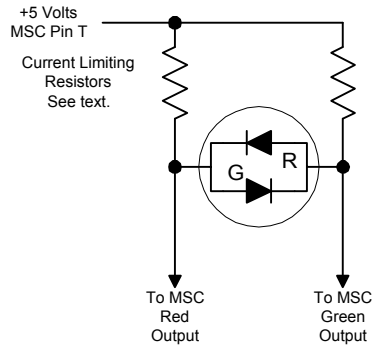 +5 Volts
MSC Pin T
Current Limiting
Resistors
See text.
R
G
To MSC
Red
Output
To MSC
Green
Output